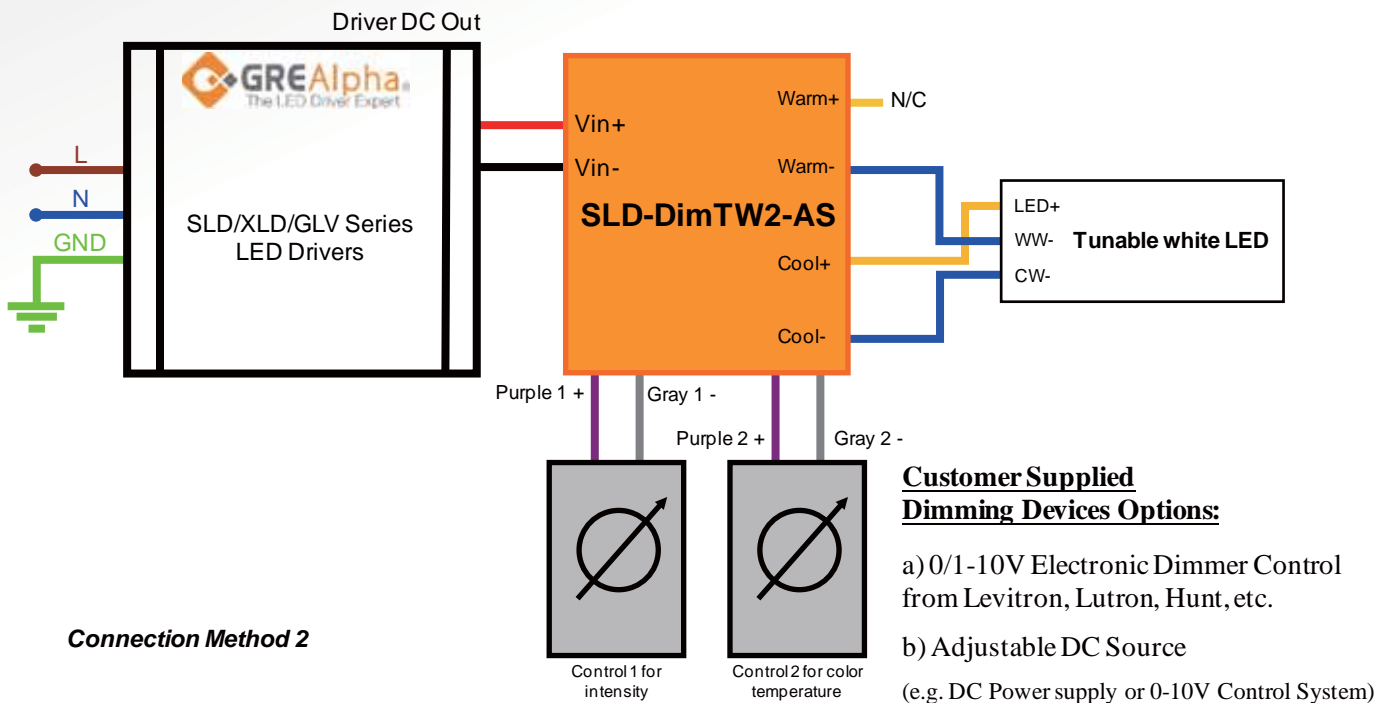 Driver DC Out
GREAlpha®
The LED Driver Expert
L
N
GND
SLD/XLD/GLV Series
LED Drivers
Vin+
Vin-
SLD-DimTW2-AS
Warm+
Warm-
Cool+
Cool-
N/C
LED+
WW-
CW-
Tunable white LED
Purple 1 +
Gray 1 -
Purple 2 +
Gray 2 -
Control 1 for
intensity
Control 2 for color
temperature
Connection Method 2
Customer Supplied
Dimming Devices Options:
a) 0/1-10V Electronic Dimmer Control
from Levitron, Lutron, Hunt, etc.
b) Adjustable DC Source
(e.g. DC Power supply or 0-10V Control System)